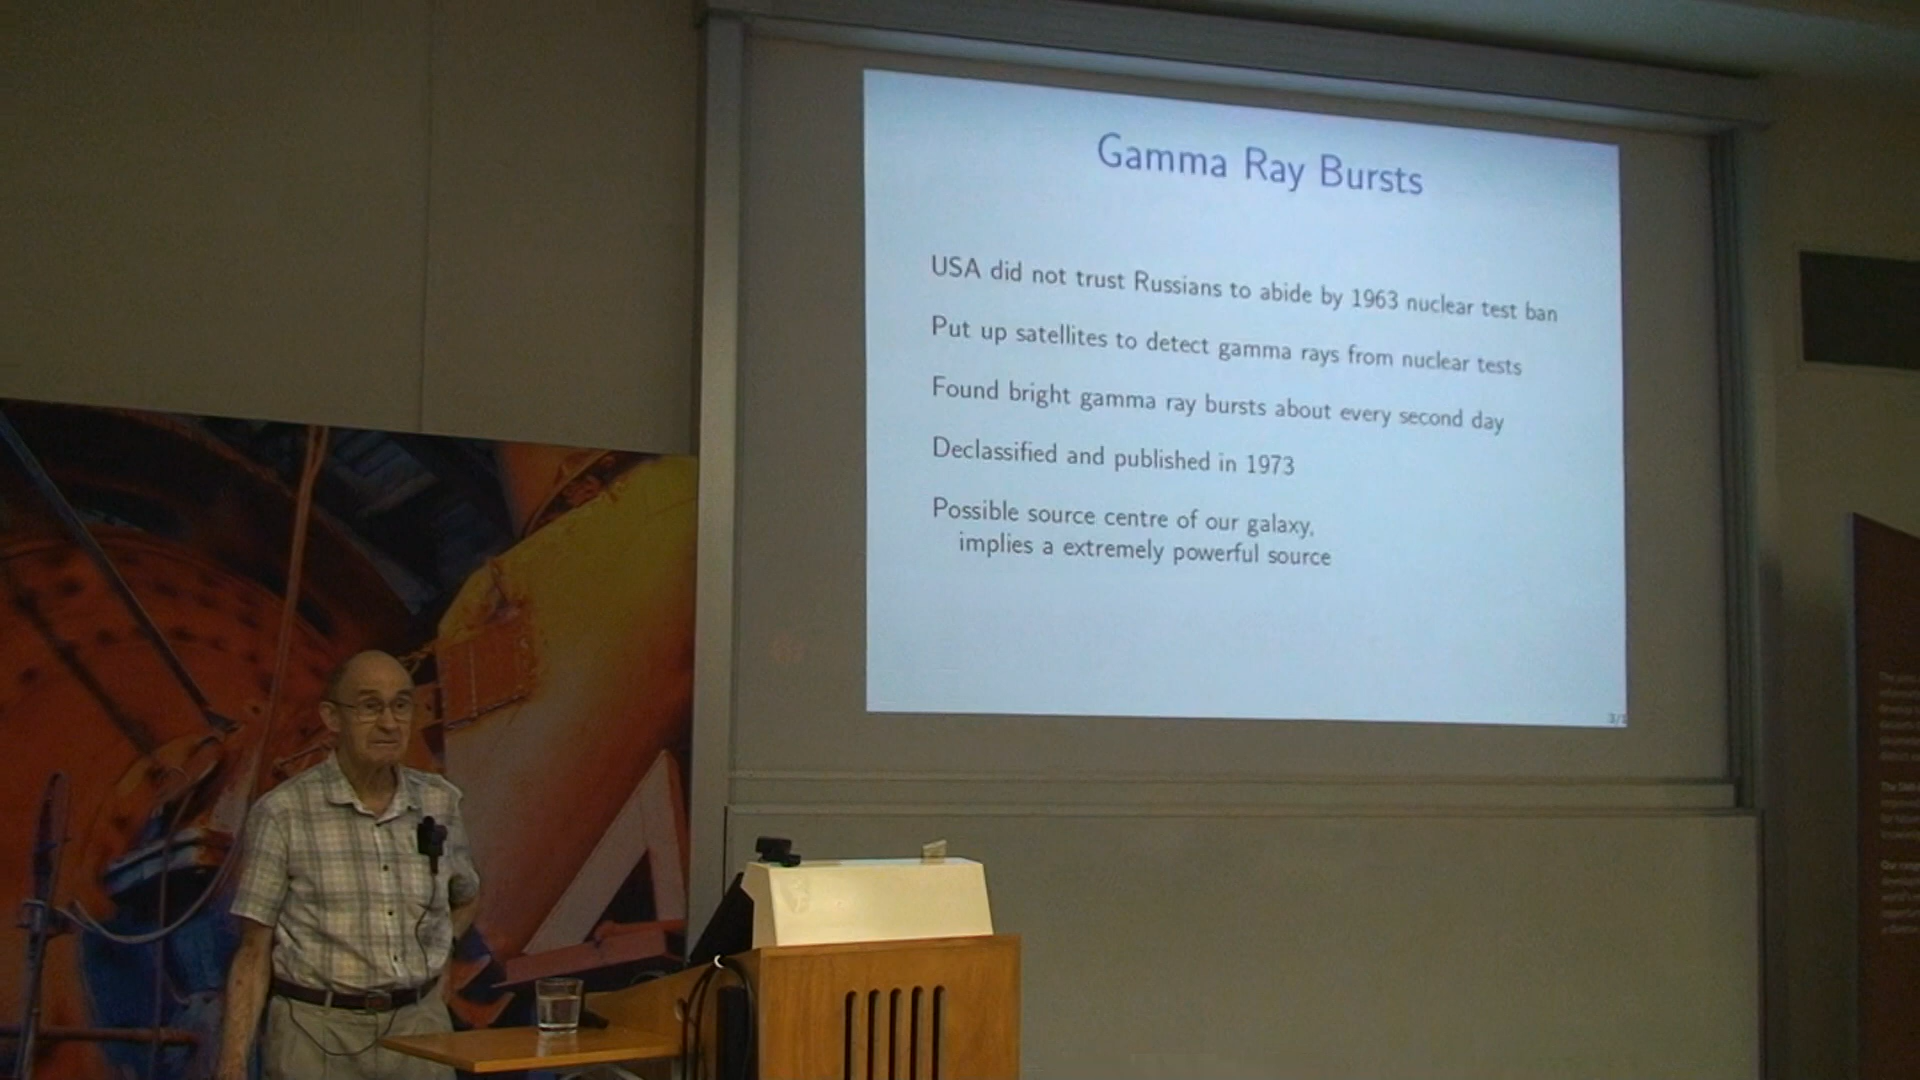 Gamma Ray Bursts
USA did not trust Russians to abide by 1963 nuclear test ban
Put up satellites to detect gamma rays from nuclear tests
Found bright gamma ray bursts about every second day
Declassified and published in 1973
Possible source centre of our galaxy,
implies a extremely powerful source